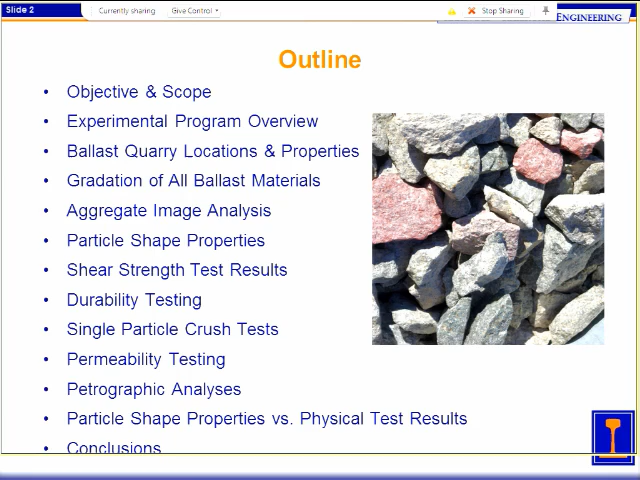 Slide 2
Currently sharing
Give Control
Stop Sharing
ENGINEERING
Outline
• Objective & Scope
• Experimental Program Overview
• Ballast Quarry Locations & Properties
• Gradation of All Ballast Materials
• Aggregate Image Analysis
• Particle Shape Properties
• Shear Strength Test Results
• Durability Testing
• Single Particle Crush Tests
• Permeability Testing
• Petrographic Analyses
• Particle Shape Properties vs. Physical Test Results
• Conclusions